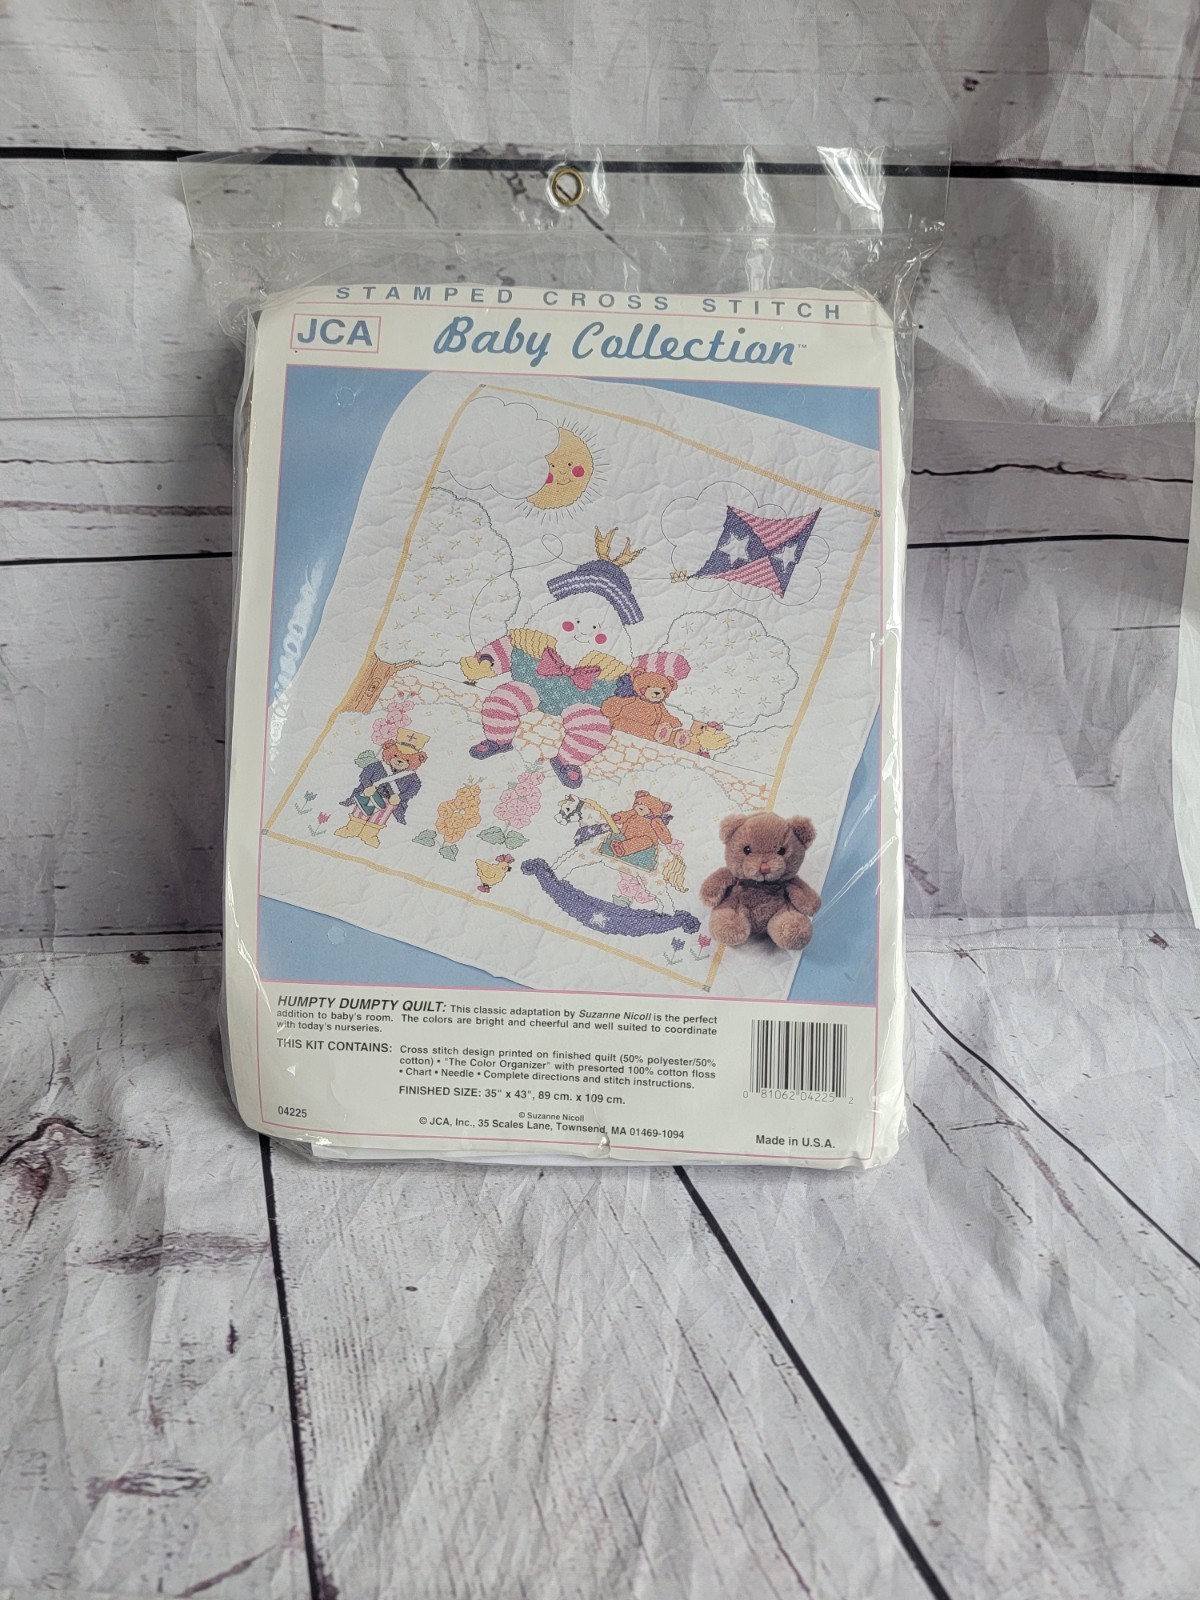 STAMPED CROSS STITCH
JCA
Baby Collection™
HUMPTY DUMPTY QUILT: This classic adaptation by Suzanne Nicoll is the perfect
addition to baby's room. The colors are bright and cheerful and well suited to coordinate
with today's nurseries.
THIS KIT CONTAINS: Cross stitch design printed on finished quilt (50% polyester/50%
cotton) • "The Color Organizer" with presorted 100% cotton floss
• Chart • Needle • Complete directions and stitch instructions.
FINISHED SIZE: 35" x 43", 89 cm. x 109 cm.
0 81062 04225 2
04225
© Suzanne Nicoll
© JCA, Inc., 35 Scales Lane, Townsend, MA 01469-1094
Made in U.S.A.